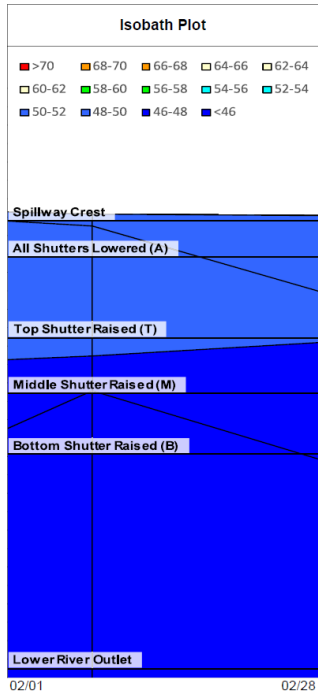 Isobath Plot
>70 68-70 66-68 64-66 62-64
60-62 58-60 56-58 54-56 52-54
50-52 48-50 46-48 <46
Spillway Crest
All Shutters Lowered (A)
Top Shutter Raised (T)
Middle Shutter Raised (M)
Bottom Shutter Raised (B)
Lower River Outlet
02/01 02/28